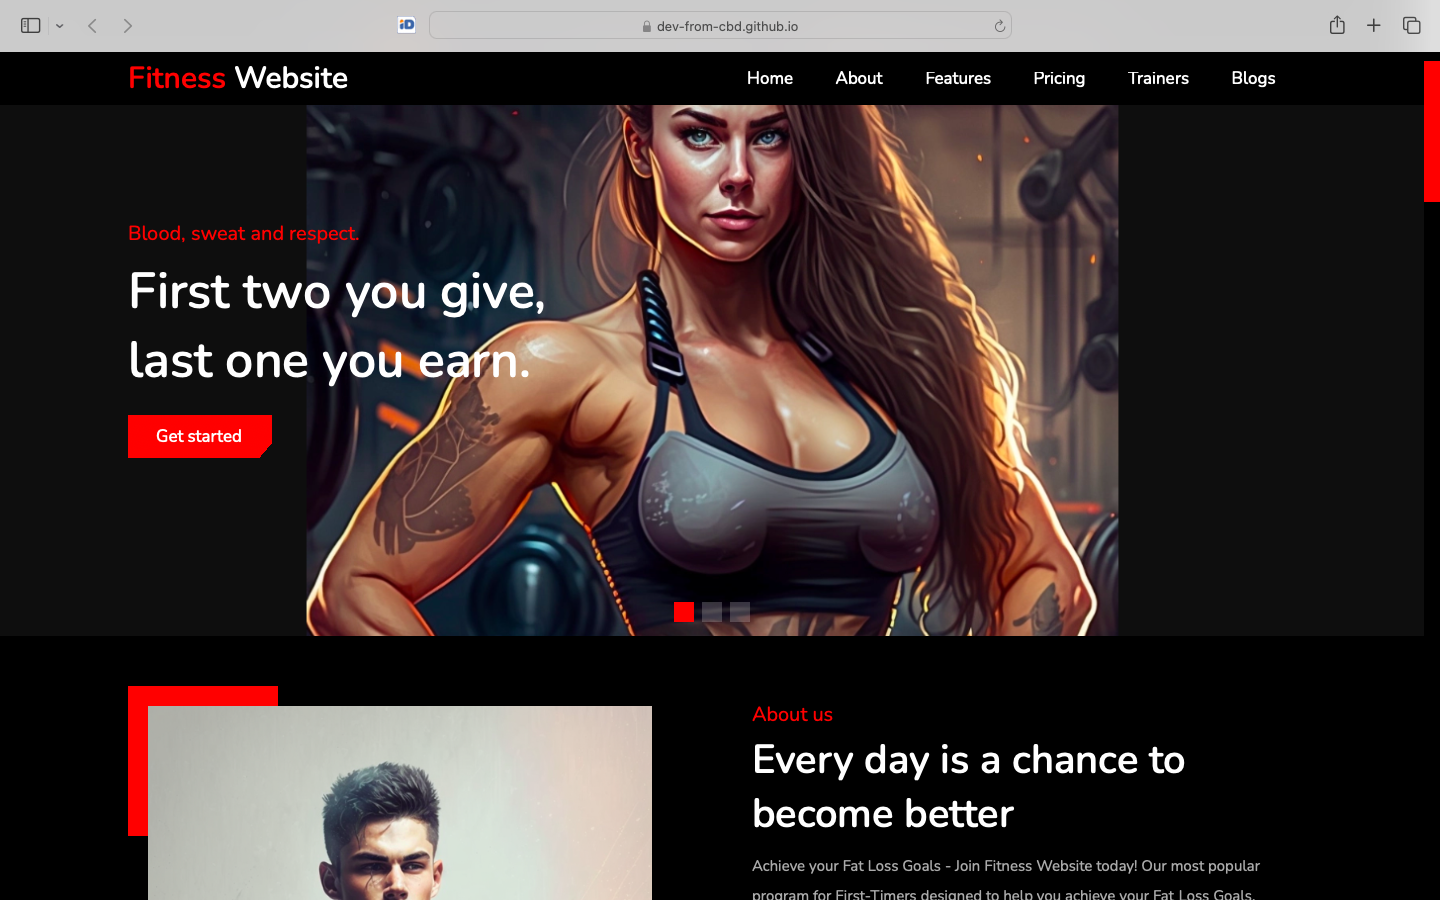 iD
dev-from-cbd.github.io
Fitness Website
Home About Features Pricing Trainers Blogs
Blood, sweat and respect.
First two you give,
last one you earn.
Get started
About us
Every day is a chance to
become better
Achieve your Fat Loss Goals - Join Fitness Website today! Our most popular
program for First-Timers designed to help you achieve your Fat Loss Goals.